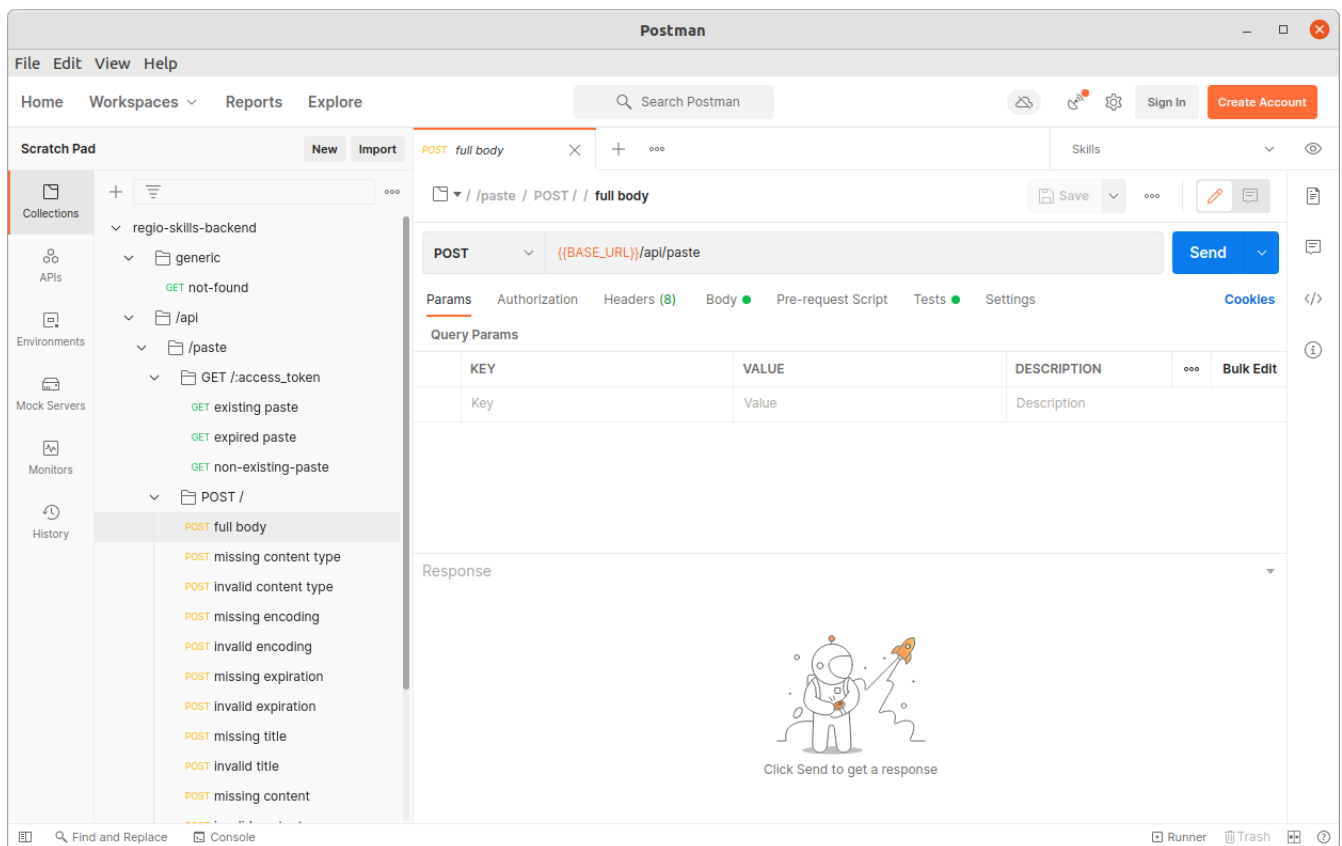 Postman
File Edit View Help
Home Workspaces Reports Explore Search Postman Sign In Create Account
Scratch Pad New Import POST full body Skills
Collections
APIs
Environments
Mock Servers
Monitors
History
regio-skills-backend
generic
GET not-found
/api
/paste
GET /:access_token
GET existing paste
GET expired paste
GET non-existing-paste
POST /
POST full body
POST missing content type
POST invalid content type
POST missing encoding
POST invalid encoding
POST missing expiration
POST invalid expiration
POST missing title
POST invalid title
POST missing content
/ /paste / POST / / full body Save
POST {{BASE_URL}}/api/paste Send
Params Authorization Headers (8) Body Pre-request Script Tests Settings Cookies
Query Params
KEY VALUE DESCRIPTION Bulk Edit
Key Value Description
Response
Click Send to get a response
Find and Replace Console Runner Trash